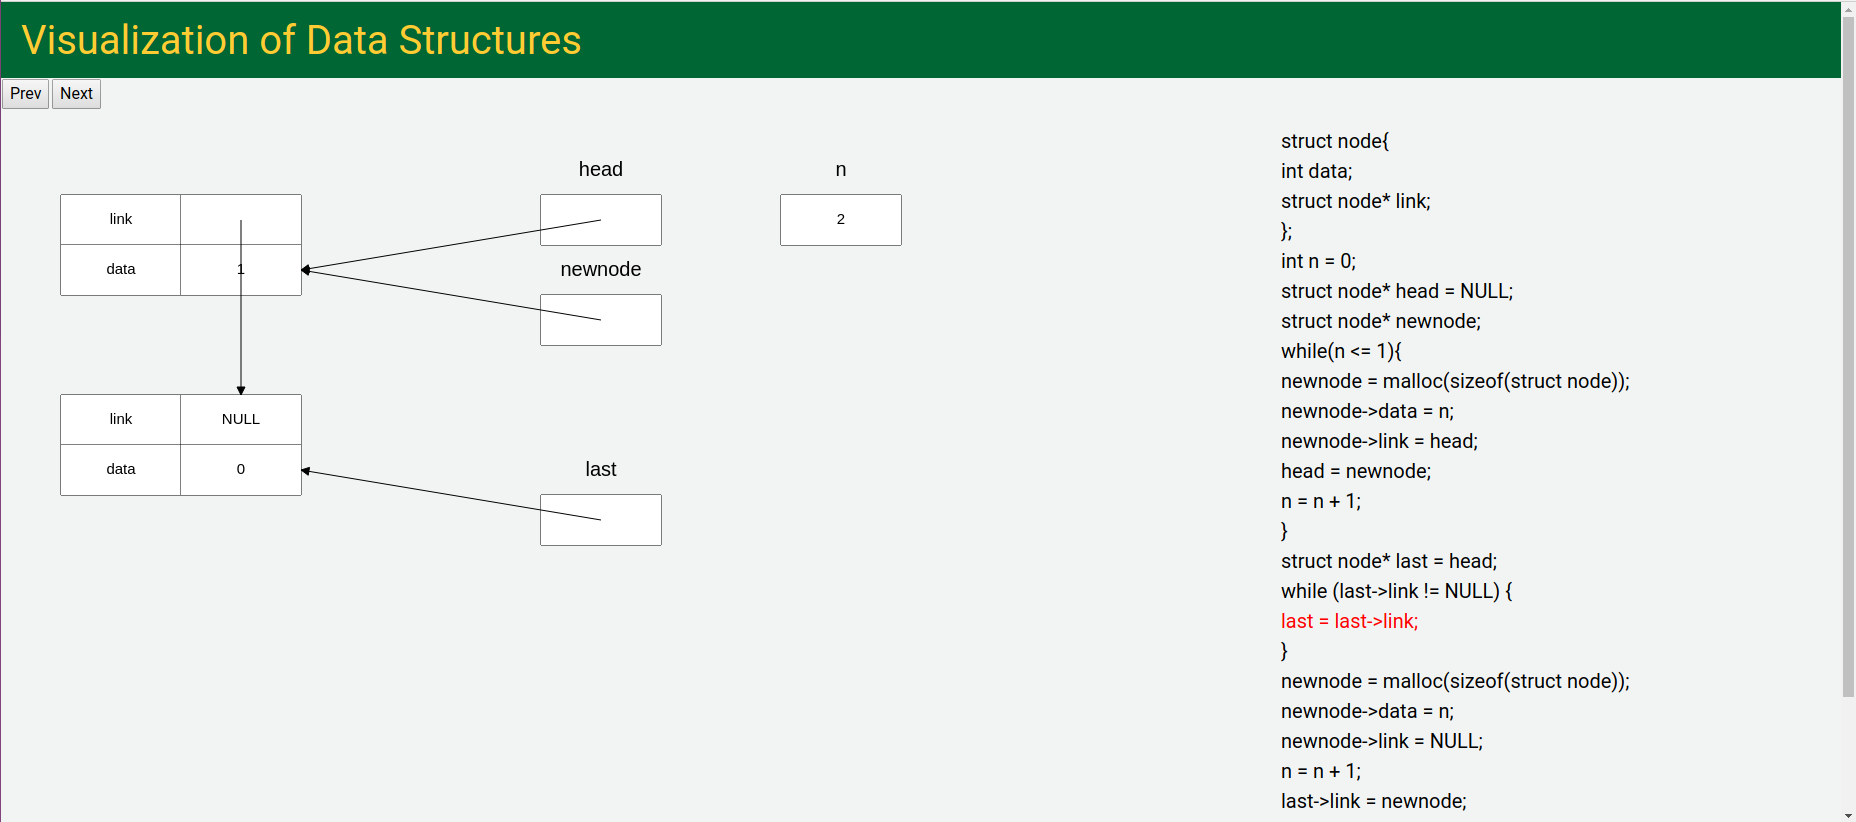 Visualization of Data Structures
Prev Next
head n
link 2
data 1
newnode
link NULL
data 0
last
struct node{
int data;
struct node* link;
};
int n = 0;
struct node* head = NULL;
struct node* newnode;
while(n <= 1){
newnode = malloc(sizeof(struct node));
newnode->data = n;
newnode->link = head;
head = newnode;
n = n + 1;
}
struct node* last = head;
while (last->link != NULL) {
last = last->link;
}
newnode = malloc(sizeof(struct node));
newnode->data = n;
newnode->link = NULL;
n = n + 1;
last->link = newnode;